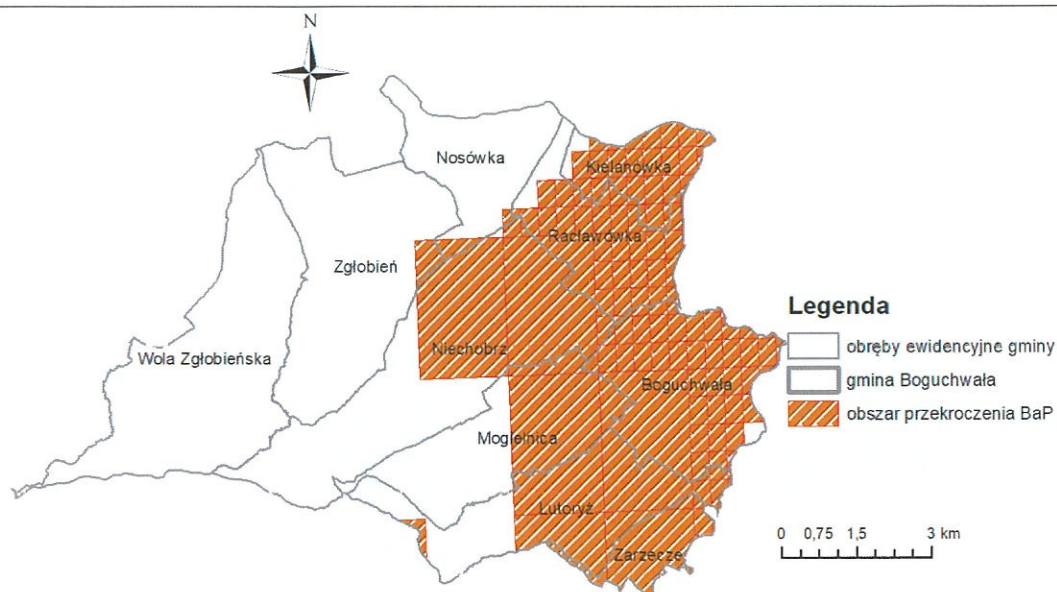 N
Nosówka
Kielanówka
Racławówka
Zgłobień
Niechobrz
Wola Zgłobieńska
Boguchwała
Mogielnica
Lutoryż
Zarzecze
Legenda
obręby ewidencyjne gminy
gmina Boguchwała
obszar przekroczenia BaP
0 0,75 1,5 3 km